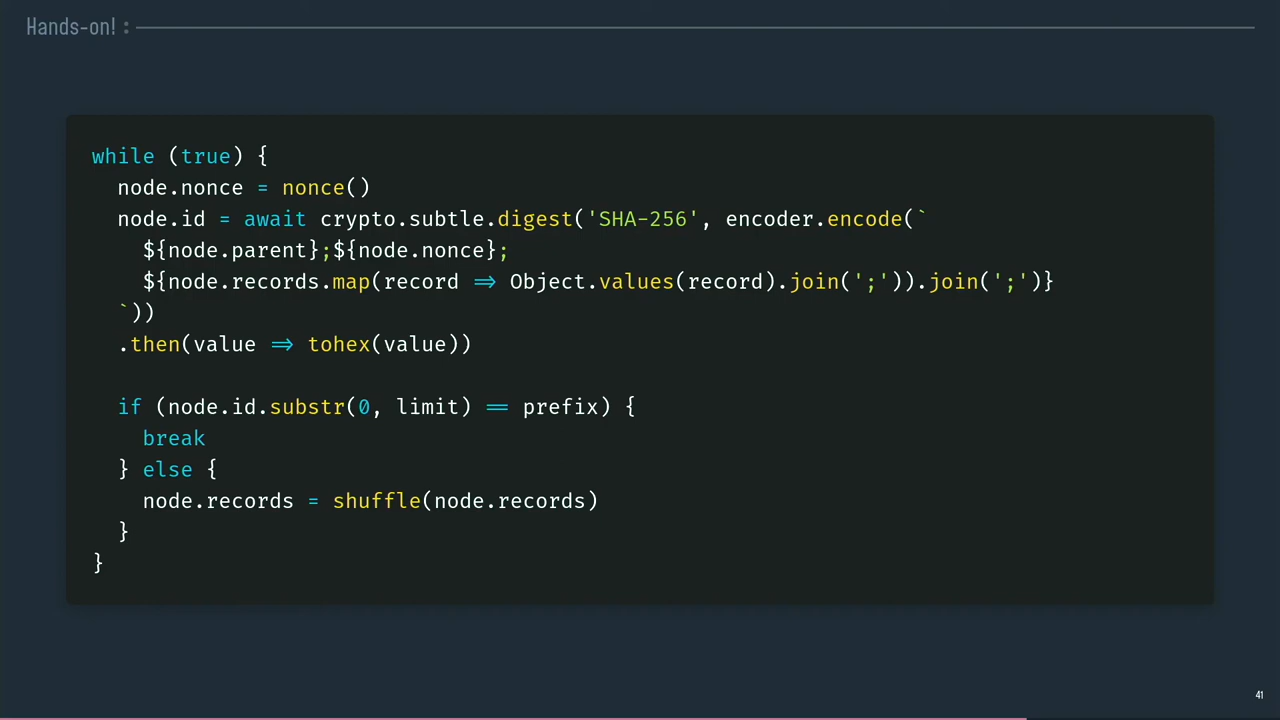 Hands-on! :
while (true) {
  node.nonce = nonce()
  node.id = await crypto.subtle.digest('SHA-256', encoder.encode(`
    ${node.parent};${node.nonce};
    ${node.records.map(record => Object.values(record).join(';')).join(';')}
  `))
  .then(value => tohex(value))

  if (node.id.substr(0, limit) == prefix) {
    break
  } else {
    node.records = shuffle(node.records)
  }
}
41